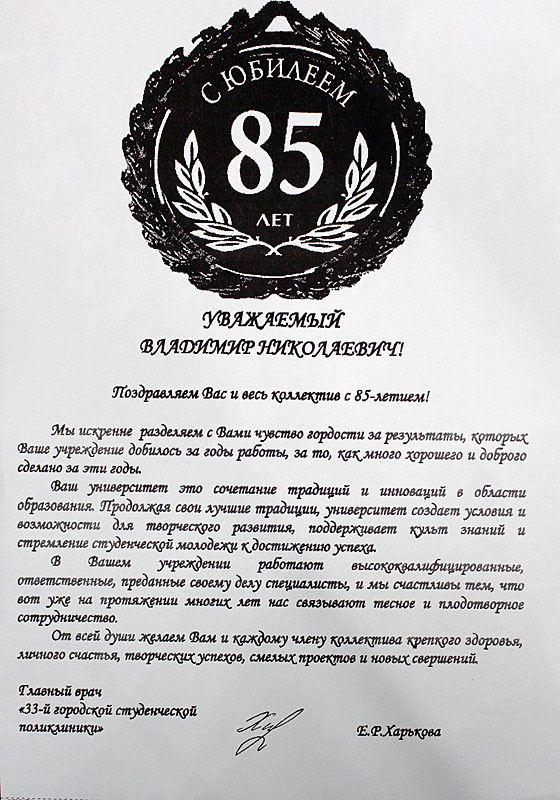 С ЮБИЛЕЕМ
85
ЛЕТ
УВАЖАЕМЫЙ
ВЛАДИМИР НИКОЛАЕВИЧ!
Поздравляем Вас и весь коллектив с 85-летием!
Мы искренне разделяем с Вами чувство гордости за результаты, которых
Ваше учреждение добилось за годы работы, за то, как много хорошего и доброго
сделано за эти годы.
Ваш университет это сочетание традиций и инноваций в области
образования. Продолжая свои лучшие традиции, университет создает условия и
возможности для творческого развития, поддерживает культ знаний и
стремление студенческой молодежи к достижению успеха.
В Вашем учреждении работают высококвалифицированные,
ответственные, преданные своему делу специалисты, и мы счастливы тем, что
вот уже на протяжении многих лет нас связывают тесное и плодотворное
сотрудничество.
От всей души желаем Вам и каждому члену коллектива крепкого здоровья,
личного счастья, творческих успехов, смелых проектов и новых свершений.
Главный врач
«33-й городской студенческой
поликлиники»
Е.Р.Харькова